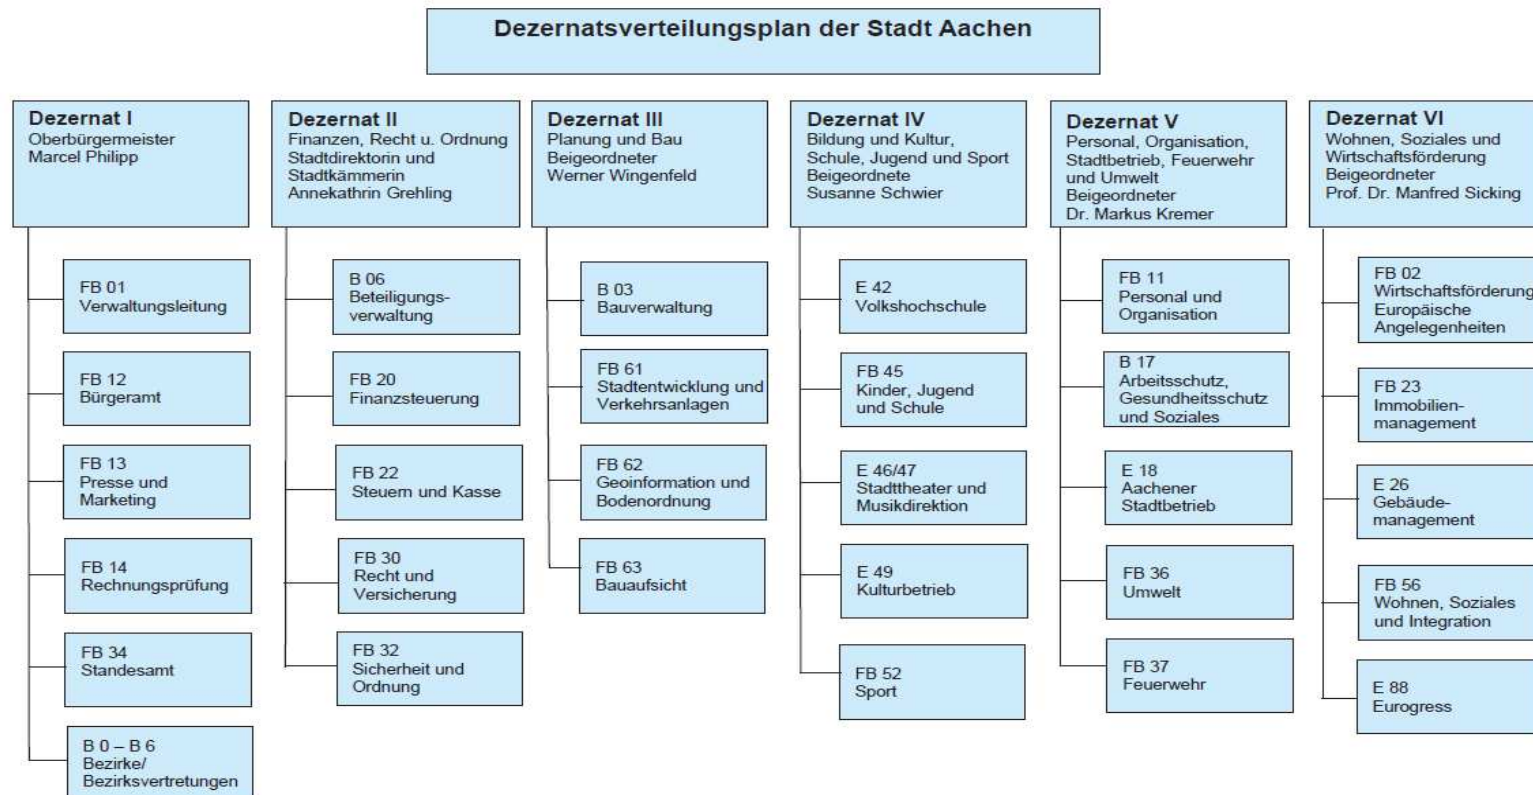 Dezernatsverteilungsplan der Stadt Aachen
Dezernat I
Oberbürgermeister
Marcel Philipp
FB 01
Verwaltungsleitung
FB 12
Bürgeramt
FB 13
Presse und
Marketing
FB 14
Rechnungsprüfung
FB 34
Standesamt
B 0 – B 6
Bezirke/
Bezirksvertretungen
Dezernat II
Finanzen, Recht u. Ordnung
Stadtdirektorin und
Stadtkämmerin
Annekathrin Grehling
B 06
Beteiligungs-
verwaltung
FB 20
Finanzsteuerung
FB 22
Steuern und Kasse
FB 30
Recht und
Versicherung
FB 32
Sicherheit und
Ordnung
Dezernat III
Planung und Bau
Beigeordneter
Werner Wingenfeld
B 03
Bauverwaltung
FB 61
Stadtentwicklung und
Verkehrsanlagen
FB 62
Geoinformation und
Bodenordnung
FB 63
Bauaufsicht
Dezernat IV
Bildung und Kultur,
Schule, Jugend und Sport
Beigeordnete
Susanne Schwier
E 42
Volkshochschule
FB 45
Kinder, Jugend
und Schule
E 46/47
Stadttheater und
Musikdirektion
E 49
Kulturbetrieb
FB 52
Sport
Dezernat V
Personal, Organisation,
Stadtbetrieb, Feuerwehr
und Umwelt
Beigeordneter
Dr. Markus Kremer
FB 11
Personal und
Organisation
B 17
Arbeitsschutz,
Gesundheitsschutz
und Soziales
E 18
Aachener
Stadtbetrieb
FB 36
Umwelt
FB 37
Feuerwehr
Dezernat VI
Wohnen, Soziales und
Wirtschaftsförderung
Beigeordneter
Prof. Dr. Manfred Sicking
FB 02
Wirtschaftsförderung
Europäische
Angelegenheiten
FB 23
Immobilien-
management
E 26
Gebäude-
management
FB 56
Wohnen, Soziales
und Integration
E 88
Eurogress